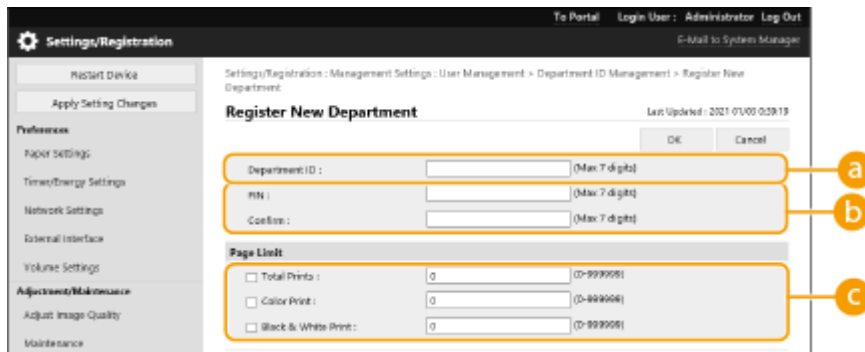 To Portal Login User : Administrator Log Out
Settings/Registration E-Mail to System Manager
Restart Device
Apply Setting Changes
Preferences
Paper Settings
Timer/Energy Settings
Network Settings
External Interface
Volume Settings
Adjustment/Maintenance
Adjust Image Quality
Maintenance
Settings/Registration : Management Settings : User Management > Department ID Management > Register New
Department
Register New Department Last Updated : 2021 01/09 0:39:19
OK Cancel
Department ID : (Max 7 digits) a
PIN : (Max 7 digits)
b
Confirm : (Max 7 digits)
Page Limit
Total Prints : 0 (0-999999)
Color Print : 0 (0-999999) c
Black & White Print : 0 (0-999999)